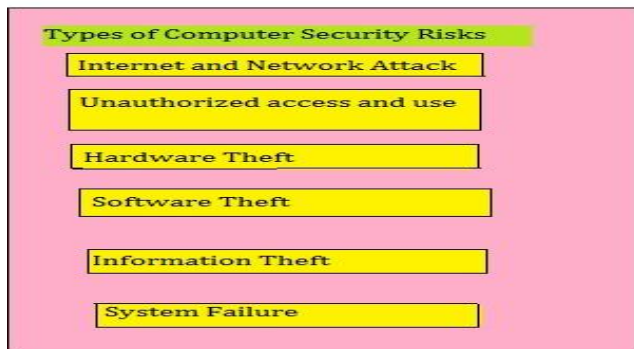 Types of Computer Security Risks
Internet and Network Attack
Unauthorized access and use
Hardware Theft
Software Theft
Information Theft
System Failure